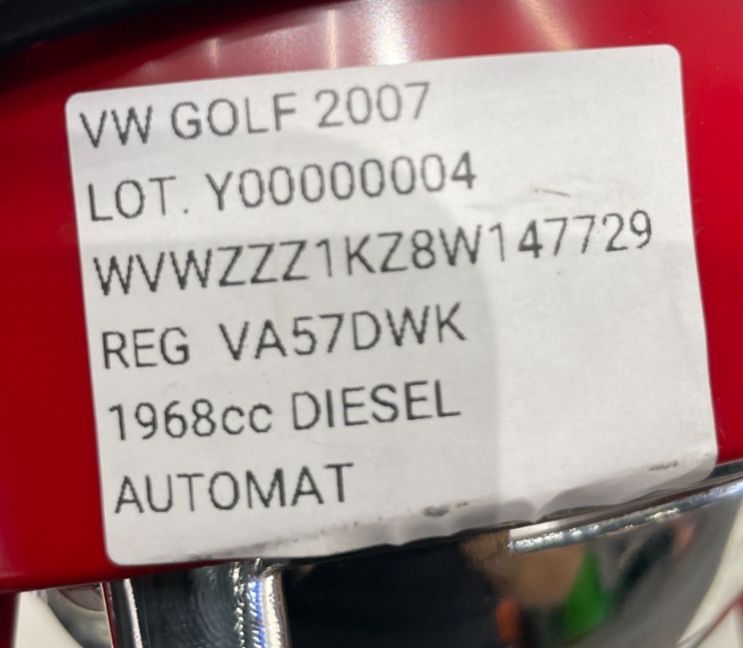 VW GOLF 2007
LOT. Y00000004
WVWZZZ1KZ8W147729
REG VA57DWK
1968cc DIESEL
AUTOMAT